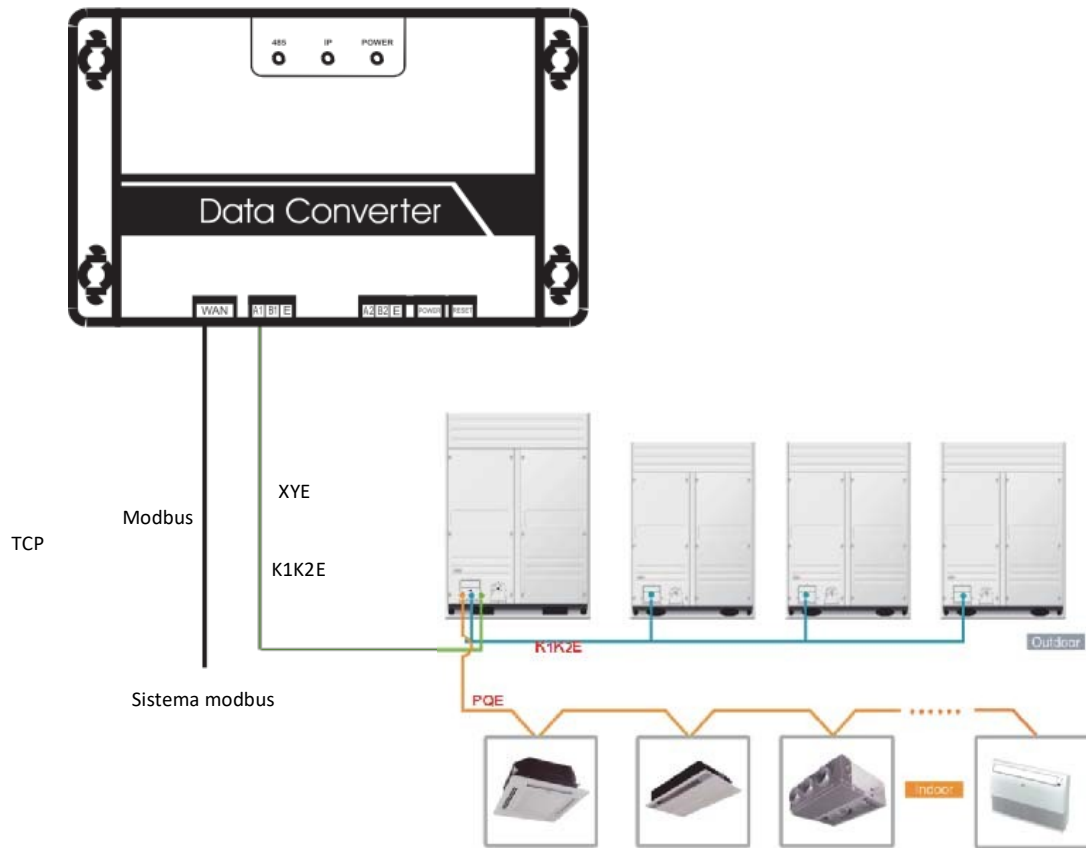 485 IP POWER
Data Converter
WAN A1 B1 E A2 B2 E POWER RESET
XYE
Modbus
TCP
K1K2E
K1K2E
Outdoor
Sistema modbus
PQE
Indoor